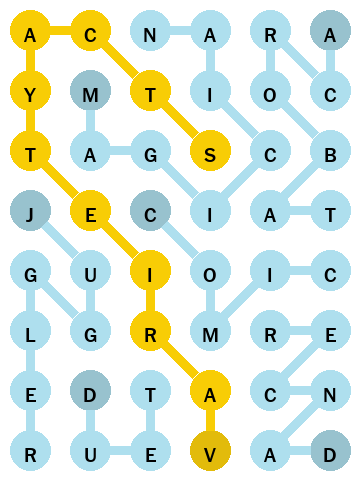 A C N A R A
Y M T I O C
T A G S C B
J E C I A T
G U I O I C
L G R M R E
E D T A C N
R U E V A D